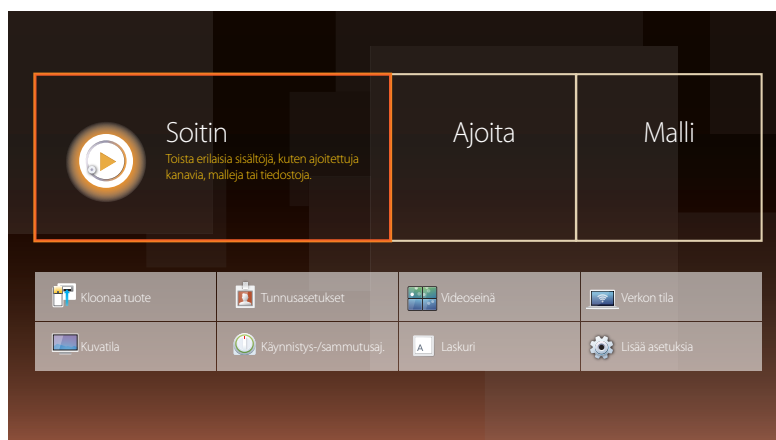 Soitin
Toista erilaisia sisältöjä, kuten ajoitettuja
kanavia, malleja tai tiedostoja.
Ajoita
Malli
Kloonaa tuote
Tunnusasetukset
Videoseinä
Verkon tila
Kuvatila
Käynnistys-/sammutusaj.
A
Laskuri
Lisää asetuksia